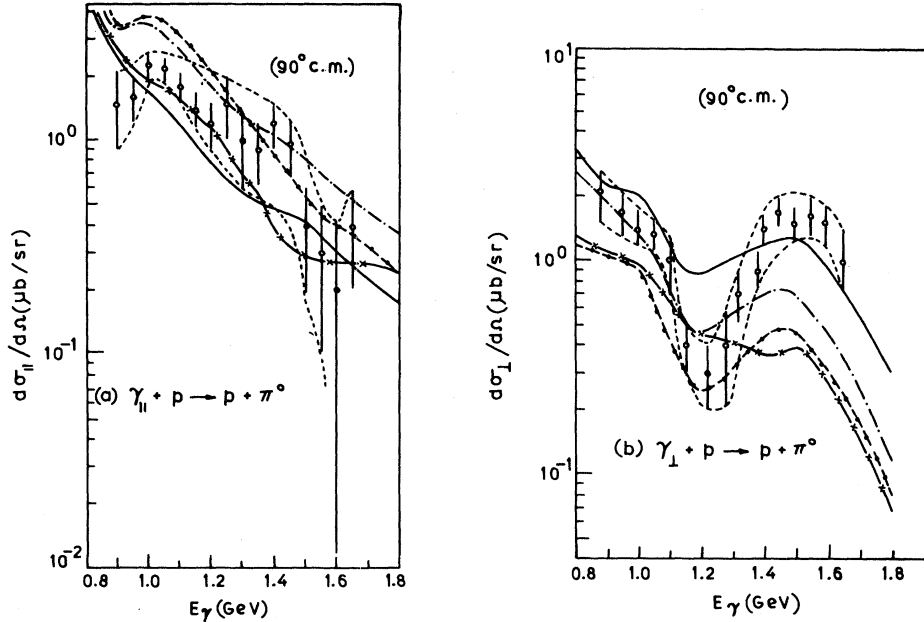 (90° c.m.)
10⁰
10⁻¹
10⁻²
dσ∥/dΩ(μb/sr)
(a) γ∥ + p → p + π⁰
0.8 1.0 1.2 1.4 1.6 1.8
Eγ(GeV)
(90° c.m.)
10¹
10⁰
10⁻¹
dσ⊥/dΩ(μb/sr)
(b) γ⊥ + p → p + π⁰
0.8 1.0 1.2 1.4 1.6 1.8
Eγ(GeV)